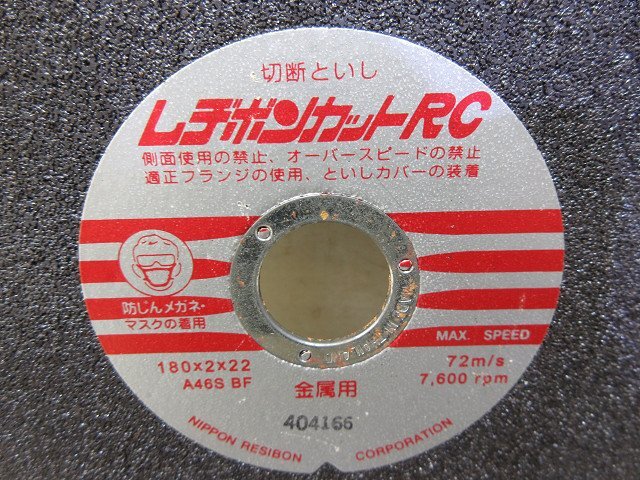 切断といし
レヂボンカットRC
側面使用の禁止、オーバースピードの禁止
適正フランジの使用、といしカバーの装着
防じんメガネ・
マスクの着用
MAX. SPEED
180×2×22
72m/s
A46S BF
7,600 rpm
金属用
404166
NIPPON RESIBON CORPORATION